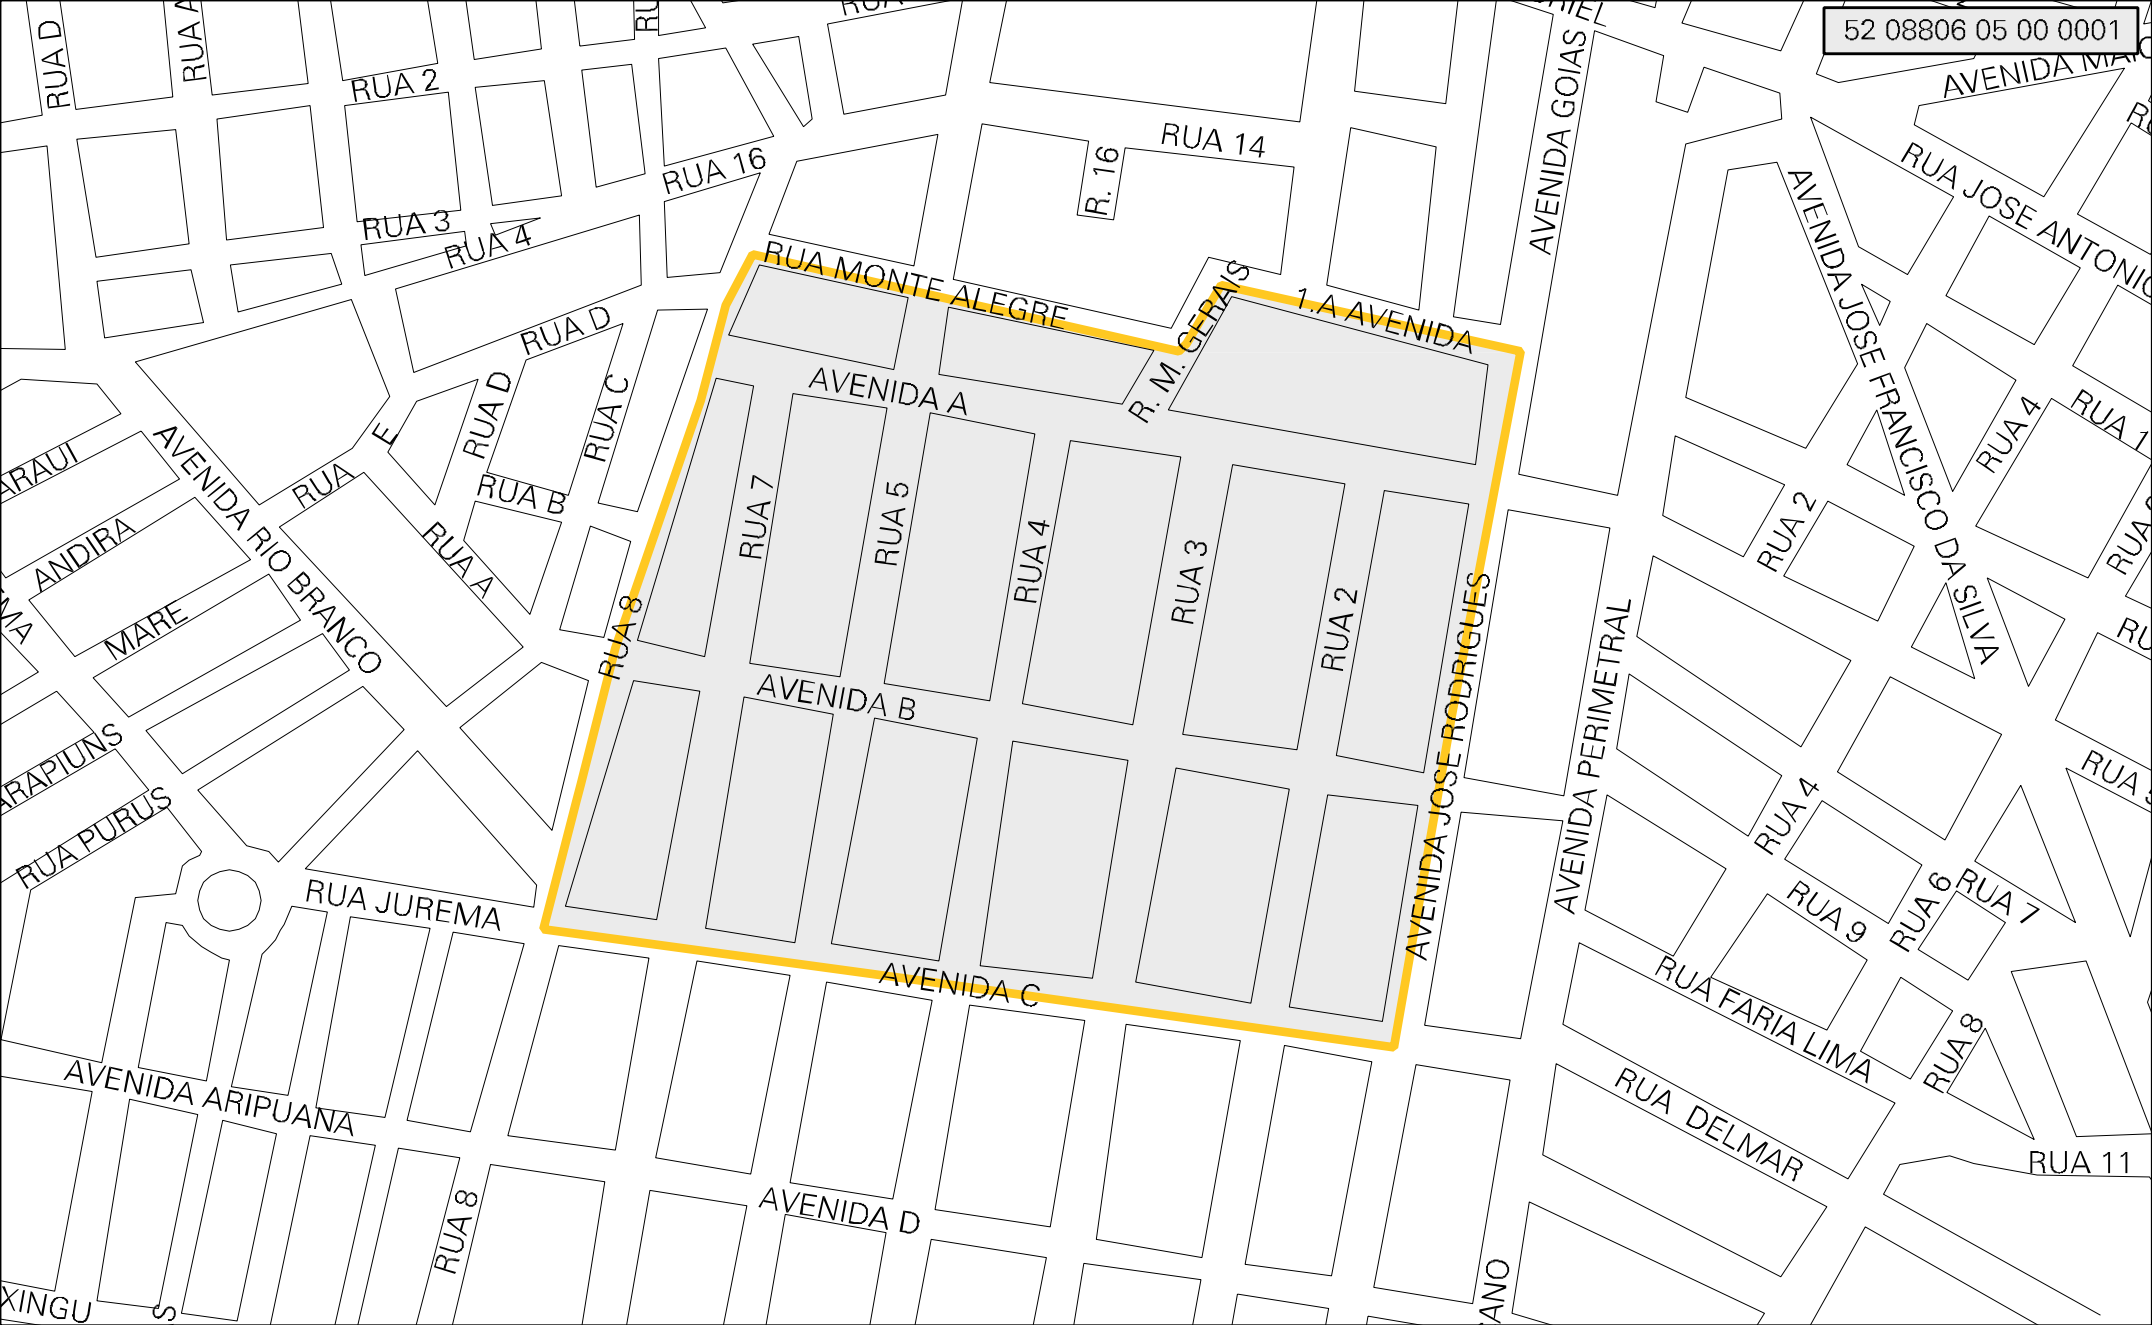 52 08806 05 00 0001
RUA D
RUA 2
RUA 14
AVENIDA GOIAS
RUA 16
R. 16
RUA JOSE ANTONIO
RUA 3
RUA 4
RUA MONTE ALEGRE
R. M. GERAIS
1.A AVENIDA
AVENIDA JOSE FRANCISCO DA SILVA
RUA D
RUA D
RUA C
AVENIDA A
RUA 4
RUA 1
E
RUA
RUA B
RUA A
AVENIDA RIO BRANCO
ARAUI
ANDIRA
MARE
RUA 7
RUA 5
RUA 4
RUA 3
RUA 2
RUA 2
RUA 8
AVENIDA B
AVENIDA JOSE RODRIGUES
AVENIDA PERIMETRAL
ARAPIUNS
RUA PURUS
RUA JUREMA
RUA 4
RUA 6
RUA 7
RUA 9
AVENIDA C
RUA FARIA LIMA
RUA 8
AVENIDA ARIPUANA
RUA DELMAR
RUA 11
AVENIDA D
RUA 8
XINGU
S
ANO